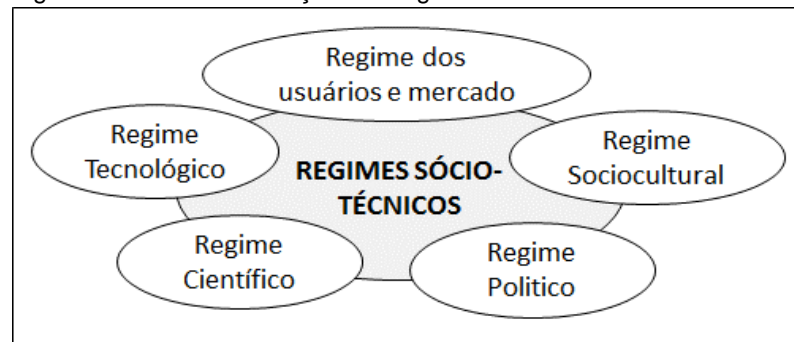 Regime dos
usuários e mercado
Regime
Tecnológico
Regime
Sociocultural
REGIMES SÓCIO-
TÉCNICOS
Regime
Científico
Regime
Politico